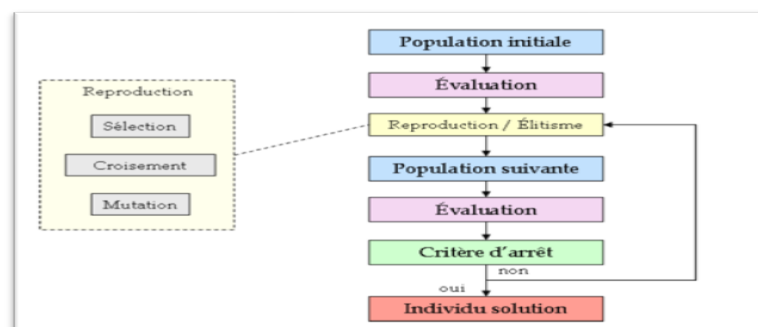 Population initiale
Évaluation
Reproduction / Élitisme
Population suivante
Évaluation
Critère d'arrêt
non
oui
Individu solution
Reproduction
Sélection
Croisement
Mutation